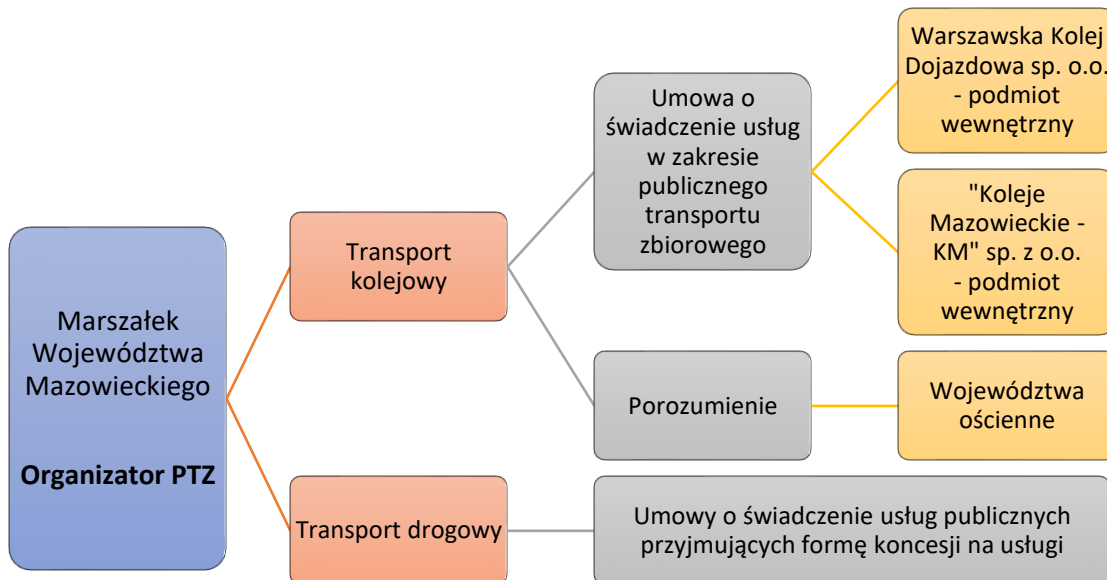 Marszałek
Województwa
Mazowieckiego
Organizator PTZ
Transport
kolejowy
Transport drogowy
Umowa o
świadczenie usług
w zakresie
publicznego
transportu
zbiorowego
Porozumienie
Umowy o świadczenie usług publicznych
przyjmujących formę koncesji na usługi
Warszawska Kolej
Dojazdowa sp. o.o.
- podmiot
wewnętrzny
"Koleje
Mazowieckie -
KM" sp. z o.o.
- podmiot
wewnętrzny
Województwa
ościenne